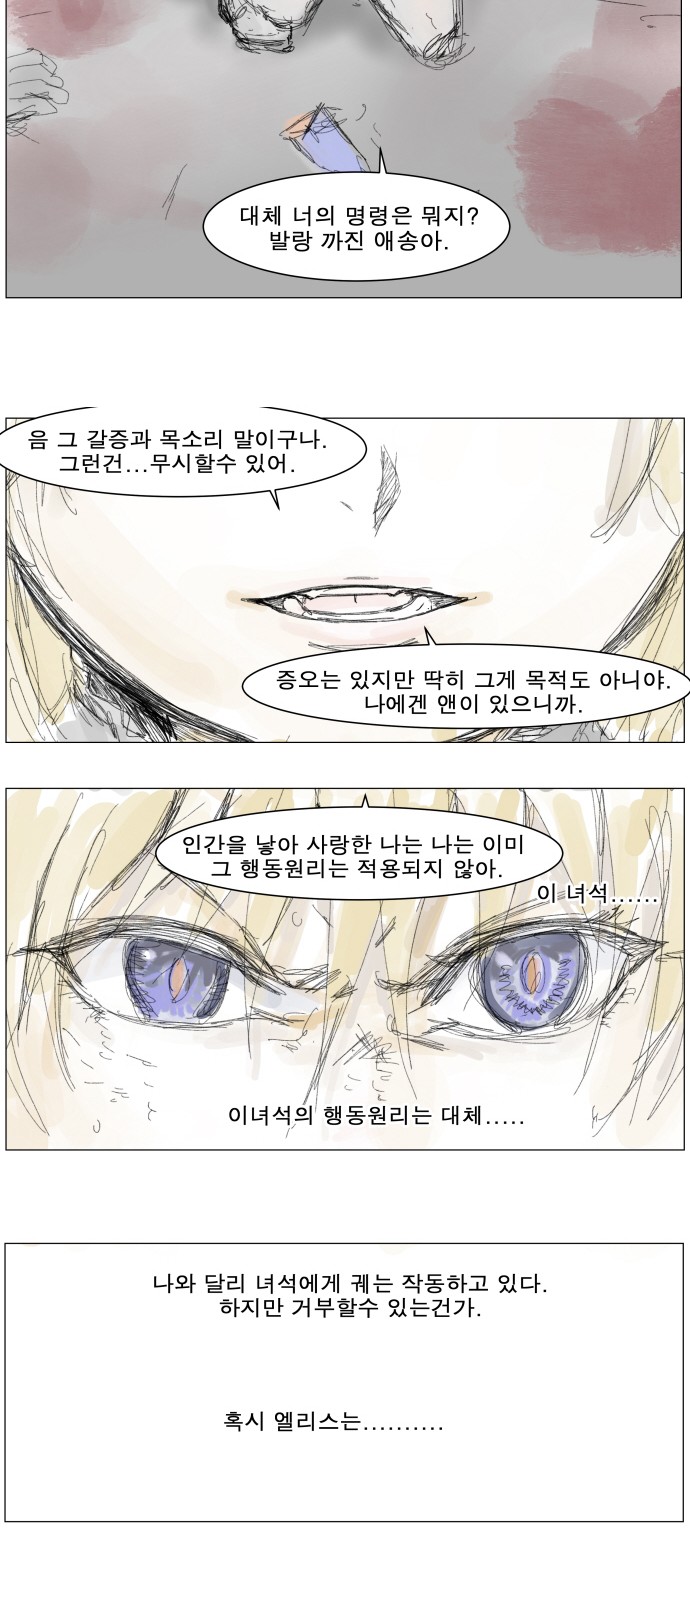 대체 너의 명령은 뭐지?
발랑 까진 애송아.
음 그 갈증과 목소리 말이구나.
그런건...무시할수 있어.
증오는 있지만 딱히 그게 목적도 아니야.
나에겐 앤이 있으니까.
인간을 낳아 사랑한 나는 나는 이미
그 행동원리는 적용되지 않아.
이 녀석......
이녀석의 행동원리는 대체.....
나와 달리 녀석에게 궤는 작동하고 있다.
하지만 거부할수 있는건가.
혹시 엘리스는..........